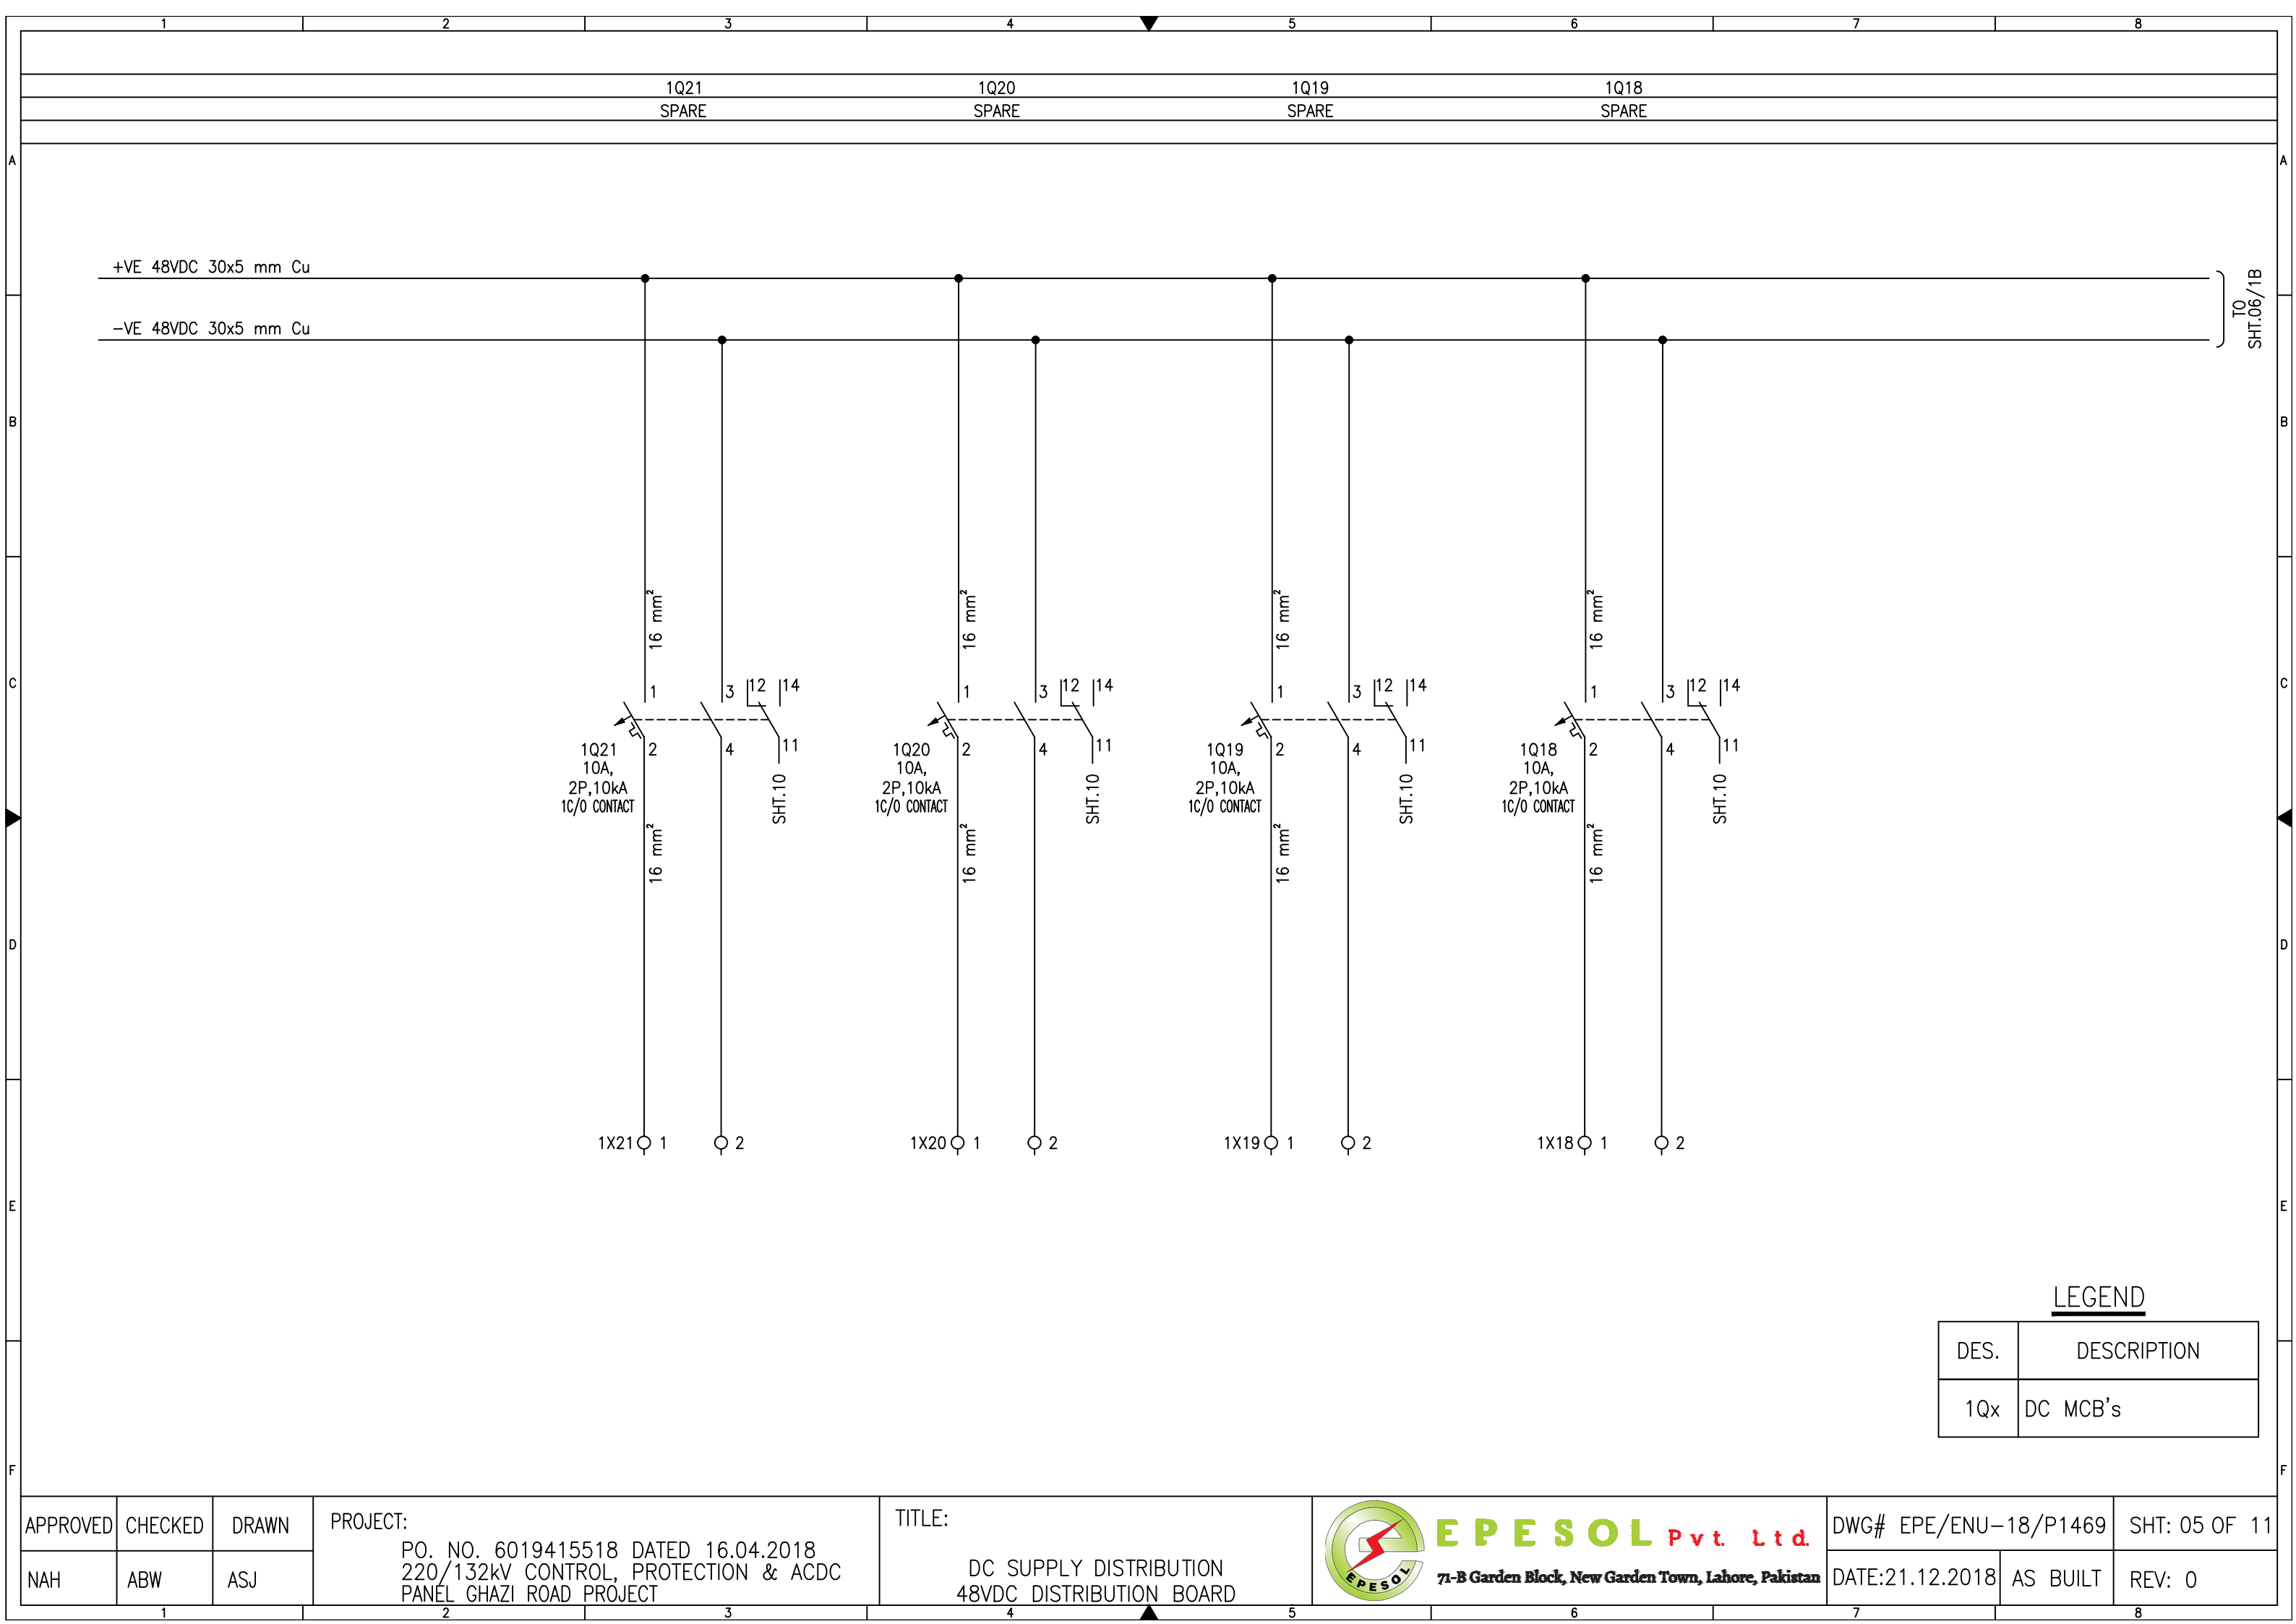 1 2 3 4 5 6 7 8
1Q21 1Q20 1Q19 1Q18
SPARE SPARE SPARE SPARE
A A
+VE 48VDC 30x5 mm Cu
-VE 48VDC 30x5 mm Cu
TO
SHT.06/1B
B B
16 mm² 16 mm² 16 mm² 16 mm²
C C
1 3 12 14 1 3 12 14 1 3 12 14 1 3 12 14
1Q21 2 4 11 1Q20 2 4 11 1Q19 2 4 11 1Q18 2 4 11
10A, 10A, 10A, 10A,
2P,10kA 2P,10kA 2P,10kA 2P,10kA
1C/O CONTACT 1C/O CONTACT 1C/O CONTACT 1C/O CONTACT
SHT.10 SHT.10 SHT.10 SHT.10
16 mm² 16 mm² 16 mm² 16 mm²
D D
1X21 1 2 1X20 1 2 1X19 1 2 1X18 1 2
E E
LEGEND
DES. DESCRIPTION
1Qx DC MCB's
F F
APPROVED CHECKED DRAWN
NAH ABW ASJ
PROJECT:
PO. NO. 6019415518 DATED 16.04.2018
220/132kV CONTROL, PROTECTION & ACDC
PANEL GHAZI ROAD PROJECT
TITLE:
DC SUPPLY DISTRIBUTION
48VDC DISTRIBUTION BOARD
EPESOL
EPESOL Pvt. Ltd.
71-B Garden Block, New Garden Town, Lahore, Pakistan
DWG# EPE/ENU-18/P1469 SHT: 05 OF 11
DATE:21.12.2018 AS BUILT REV: 0
1 2 3 4 5 6 7 8